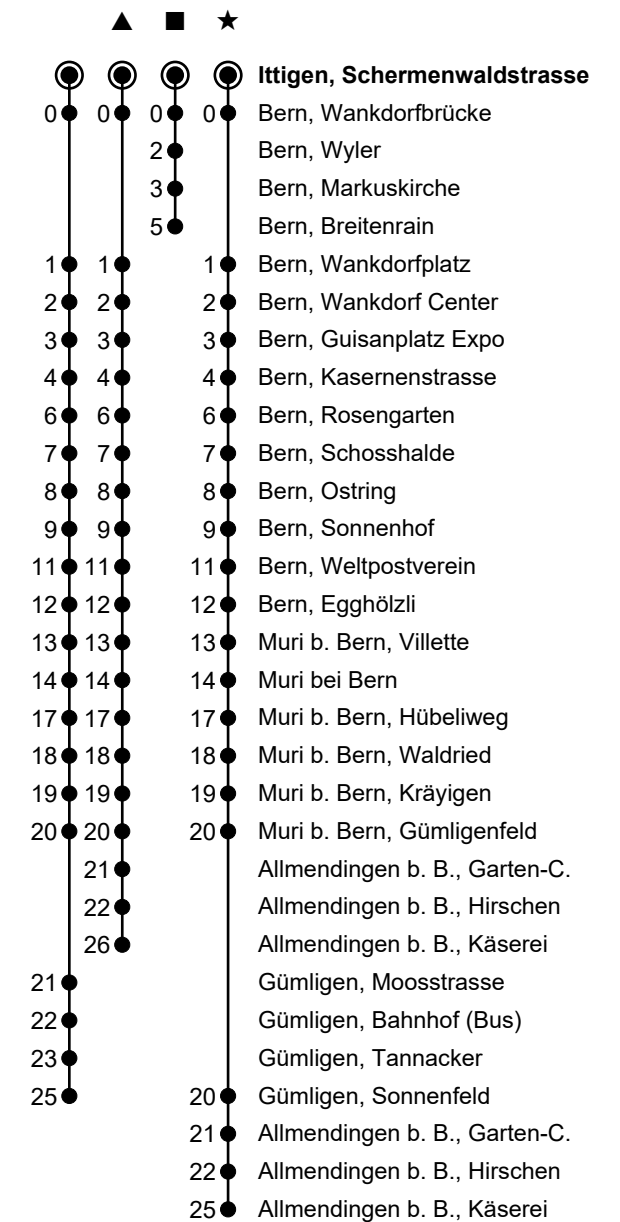 ▲ ■ ★
Ittigen, Schermenwaldstrasse
0 0 0 0 Bern, Wankdorfbrücke
2 Bern, Wyler
3 Bern, Markuskirche
5 Bern, Breitenrain
1 1 1 Bern, Wankdorfplatz
2 2 2 Bern, Wankdorf Center
3 3 3 Bern, Guisanplatz Expo
4 4 4 Bern, Kasernenstrasse
6 6 6 Bern, Rosengarten
7 7 7 Bern, Schosshalde
8 8 8 Bern, Ostring
9 9 9 Bern, Sonnenhof
11 11 11 Bern, Weltpostverein
12 12 12 Bern, Egghölzli
13 13 13 Muri b. Bern, Villette
14 14 14 Muri bei Bern
17 17 17 Muri b. Bern, Hübeliweg
18 18 18 Muri b. Bern, Waldried
19 19 19 Muri b. Bern, Kräyigen
20 20 20 Muri b. Bern, Gümligenfeld
21 Allmendingen b. B., Garten-C.
22 Allmendingen b. B., Hirschen
26 Allmendingen b. B., Käserei
21 Gümligen, Moosstrasse
22 Gümligen, Bahnhof (Bus)
23 Gümligen, Tannacker
25 20 Gümligen, Sonnenfeld
21 Allmendingen b. B., Garten-C.
22 Allmendingen b. B., Hirschen
25 Allmendingen b. B., Käserei